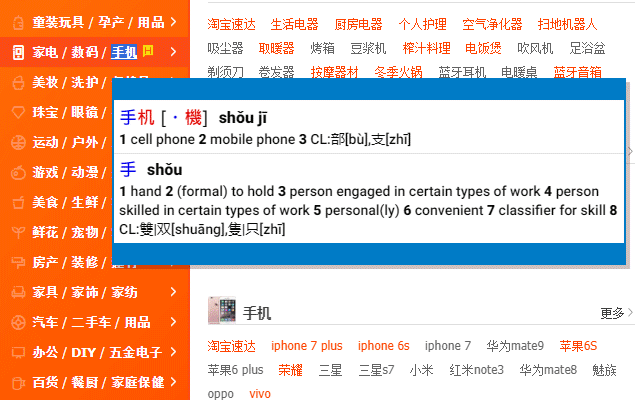 童装玩具 / 孕产 / 用品
家电 / 数码 / 手机
美妆 / 洗护 /
珠宝 / 眼镜 /
运动 / 户外 /
游戏 / 动漫 /
美食 / 生鲜 /
鲜花 / 宠物 /
房产 / 装修 /
家具 / 家饰 / 家纺
汽车 / 二手车 / 用品
办公 / DIY / 五金电子
百货 / 餐厨 / 家庭保健
淘宝速达 生活电器 厨房电器 个人护理 空气净化器 扫地机器人
吸尘器 取暖器 烤箱 豆浆机 榨汁料理 电饭煲 吹风机 足浴盆
剃须刀 卷发器 按摩器材 冬季火锅 蓝牙耳机 电暖桌 蓝牙音箱
手机 [・機] shǒu jī
1 cell phone 2 mobile phone 3 CL:部[bù],支[zhī]
手 shǒu
1 hand 2 (formal) to hold 3 person engaged in certain types of work 4 person
skilled in certain types of work 5 personal(ly) 6 convenient 7 classifier for skill 8
CL:雙|双[shuāng],隻|只[zhī]
手机 更多
淘宝速达 iphone 7 plus iphone 6s iphone 7 华为mate9 苹果6S
苹果6 plus 荣耀 三星 三星s7 小米 红米note3 华为mate8 魅族
oppo vivo